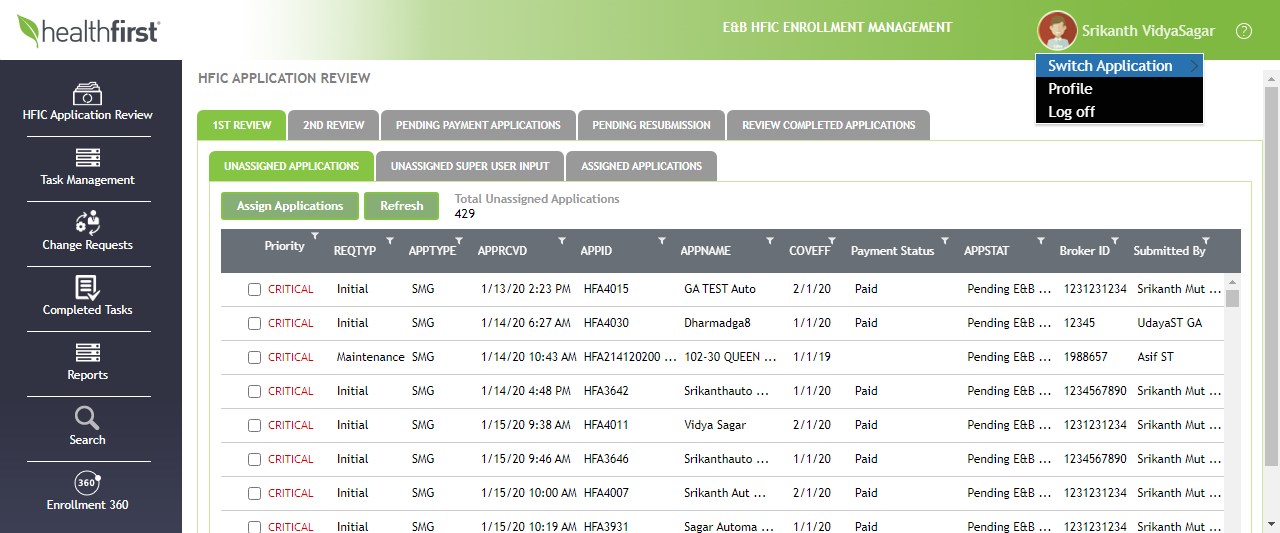 healthfirst
E&B HFIC ENROLLMENT MANAGEMENT
Srikanth VidyaSagar
?
Switch Application
Profile
Log off
HFIC Application Review
Task Management
Change Requests
Completed Tasks
Reports
Search
360°
Enrollment 360
HFIC APPLICATION REVIEW
1ST REVIEW 2ND REVIEW PENDING PAYMENT APPLICATIONS PENDING RESUBMISSION REVIEW COMPLETED APPLICATIONS
UNASSIGNED APPLICATIONS UNASSIGNED SUPER USER INPUT ASSIGNED APPLICATIONS
Assign Applications Refresh Total Unassigned Applications
429
Priority REQTYP APPTYPE APPRCVD APPID APPNAME COVEFF Payment Status APPSTAT Broker ID Submitted By
CRITICAL Initial SMG 1/13/20 2:23 PM HFA4015 GA TEST Auto 2/1/20 Paid Pending E&B ... 1231231234 Srikanth Mut ...
CRITICAL Initial SMG 1/14/20 6:27 AM HFA4030 Dharmadga8 1/1/20 Paid Pending E&B ... 12345 UdayaST GA
CRITICAL Maintenance SMG 1/14/20 10:43 AM HFA214120200 ... 102-30 QUEEN ... 1/1/19 Pending E&B ... 1988657 Asif ST
CRITICAL Initial SMG 1/14/20 4:48 PM HFA3642 Srikanthauto ... 1/1/20 Paid Pending E&B ... 1234567890 Srikanth Mut ...
CRITICAL Initial SMG 1/15/20 9:38 AM HFA4011 Vidya Sagar 2/1/20 Paid Pending E&B ... 1231231234 Srikanth Mut ...
CRITICAL Initial SMG 1/15/20 9:46 AM HFA3646 Srikanthauto ... 1/1/20 Paid Pending E&B ... 1234567890 Srikanth Mut ...
CRITICAL Initial SMG 1/15/20 10:00 AM HFA4007 Srikanth Aut ... 2/1/20 Paid Pending E&B ... 1231231234 Srikanth Mut ...
CRITICAL Initial SMG 1/15/20 10:19 AM HFA3931 Sagar Automa ... 1/1/20 Paid Pending E&B ... 1231231234 Srikanth Mut ...